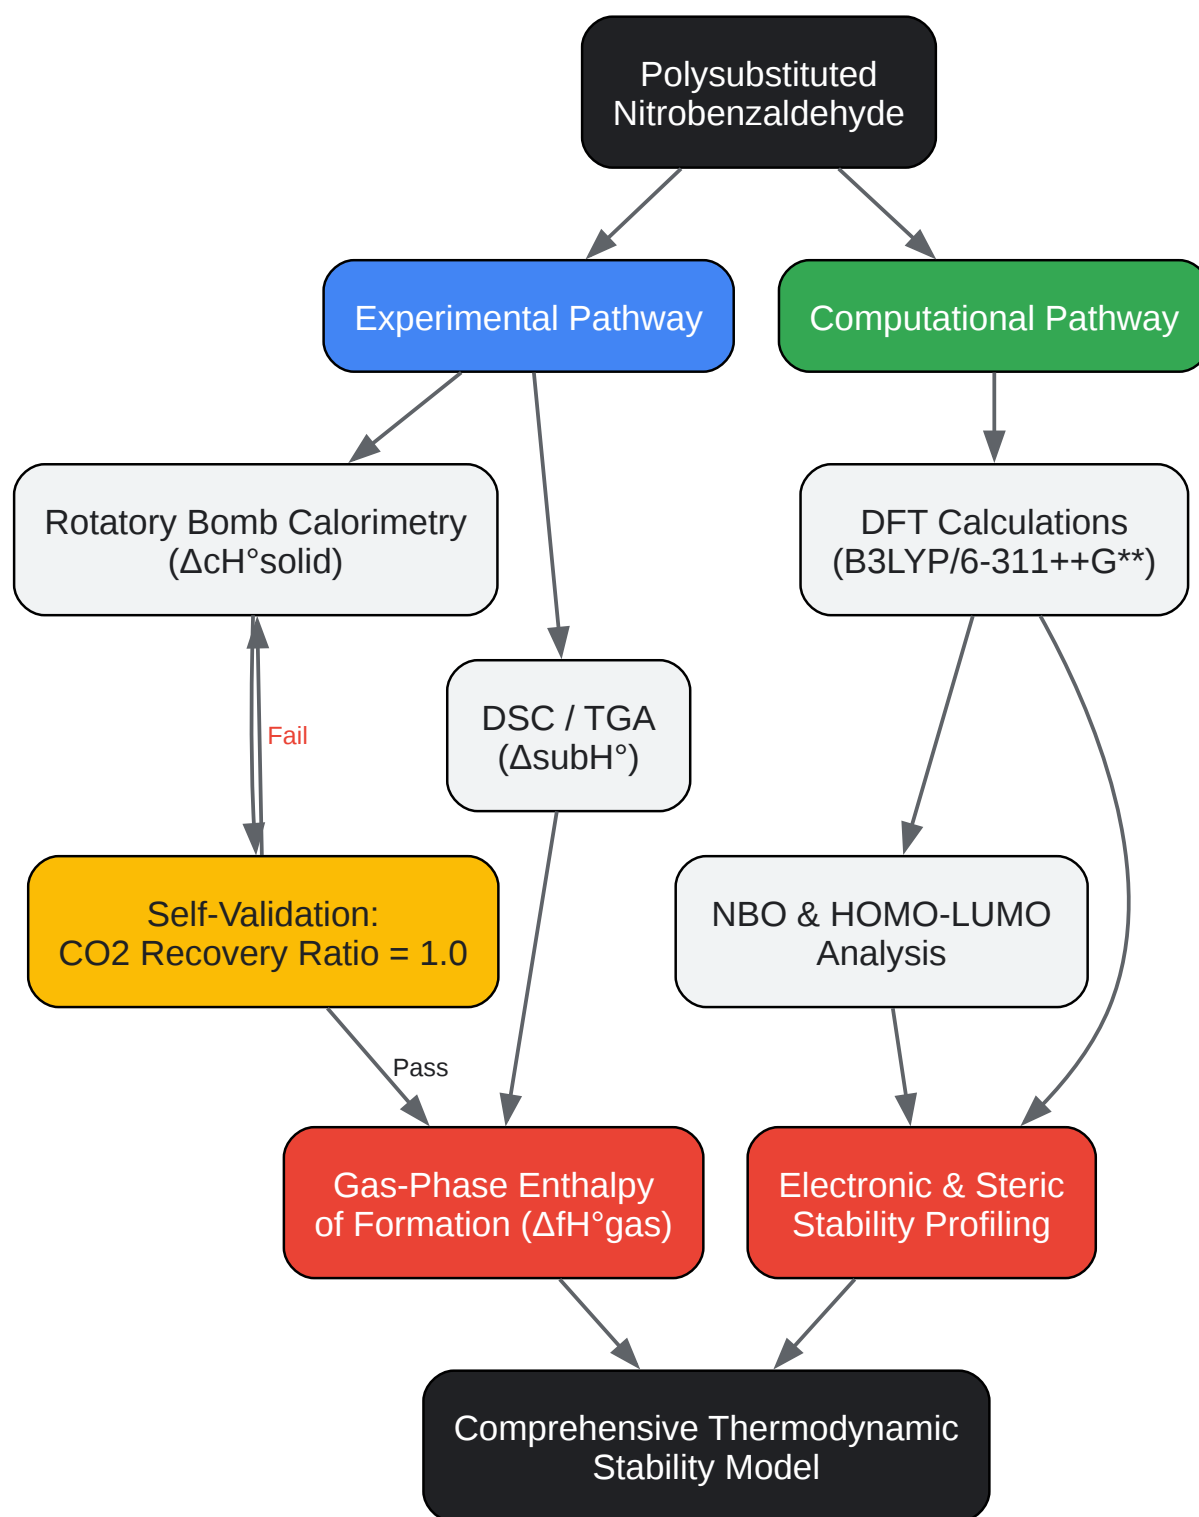 Polysubstituted
Nitrobenzaldehyde
Experimental Pathway
Computational Pathway
Rotatory Bomb Calorimetry
(ΔcH°solid)
DFT Calculations
(B3LYP/6-311++G**)
DSC / TGA
(ΔsubH°)
Fail
Self-Validation:
CO2 Recovery Ratio = 1.0
NBO & HOMO-LUMO
Analysis
Pass
Gas-Phase Enthalpy
of Formation (ΔfH°gas)
Electronic & Steric
Stability Profiling
Comprehensive Thermodynamic
Stability Model